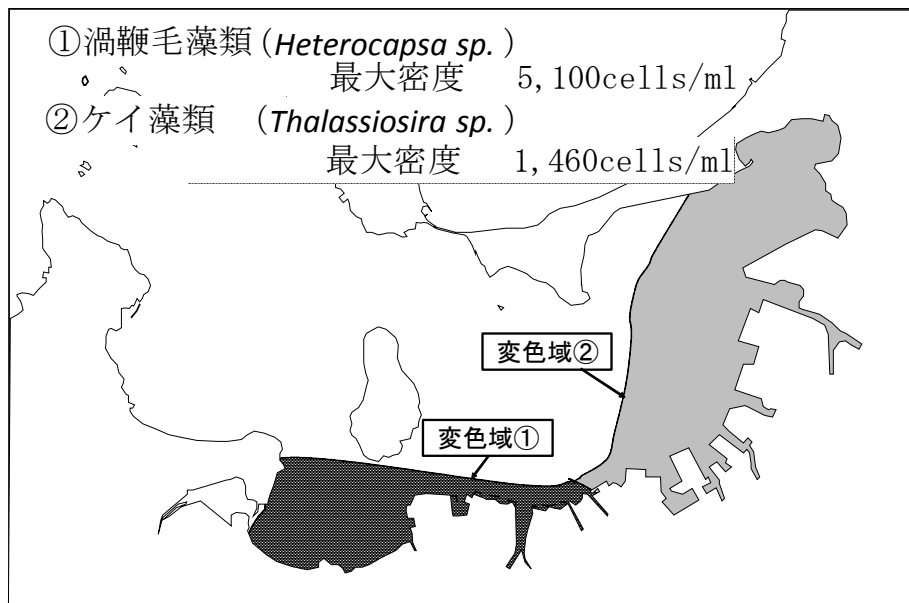 ①渦鞭毛藻類(Heterocapsa sp. )
最大密度 5,100cells/ml
②ケイ藻類 (Thalassiosira sp. )
最大密度 1,460cells/ml
変色域②
変色域①